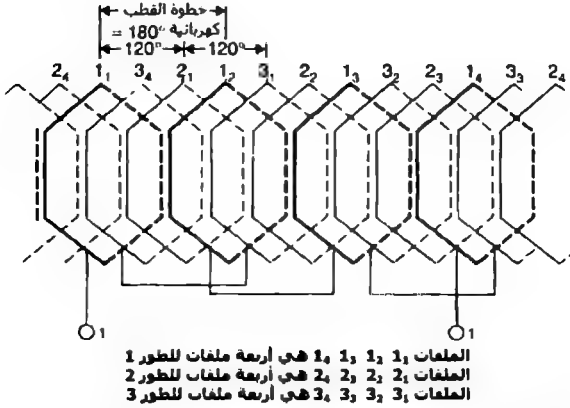 خطوة القطب
= 180° كهربائية
120° 120°
2₄ 1₁ 3₄ 2₁ 1₂ 3₁ 2₂ 1₃ 3₂ 2₃ 1₄ 3₃ 2₄
1 1
الملفات 1₁ 1₂ 1₃ 1₄ هي أربعة ملفات للطور 1
الملفات 2₁ 2₂ 2₃ 2₄ هي أربعة ملفات للطور 2
الملفات 3₁ 3₂ 3₃ 3₄ هي أربعة ملفات للطور 3